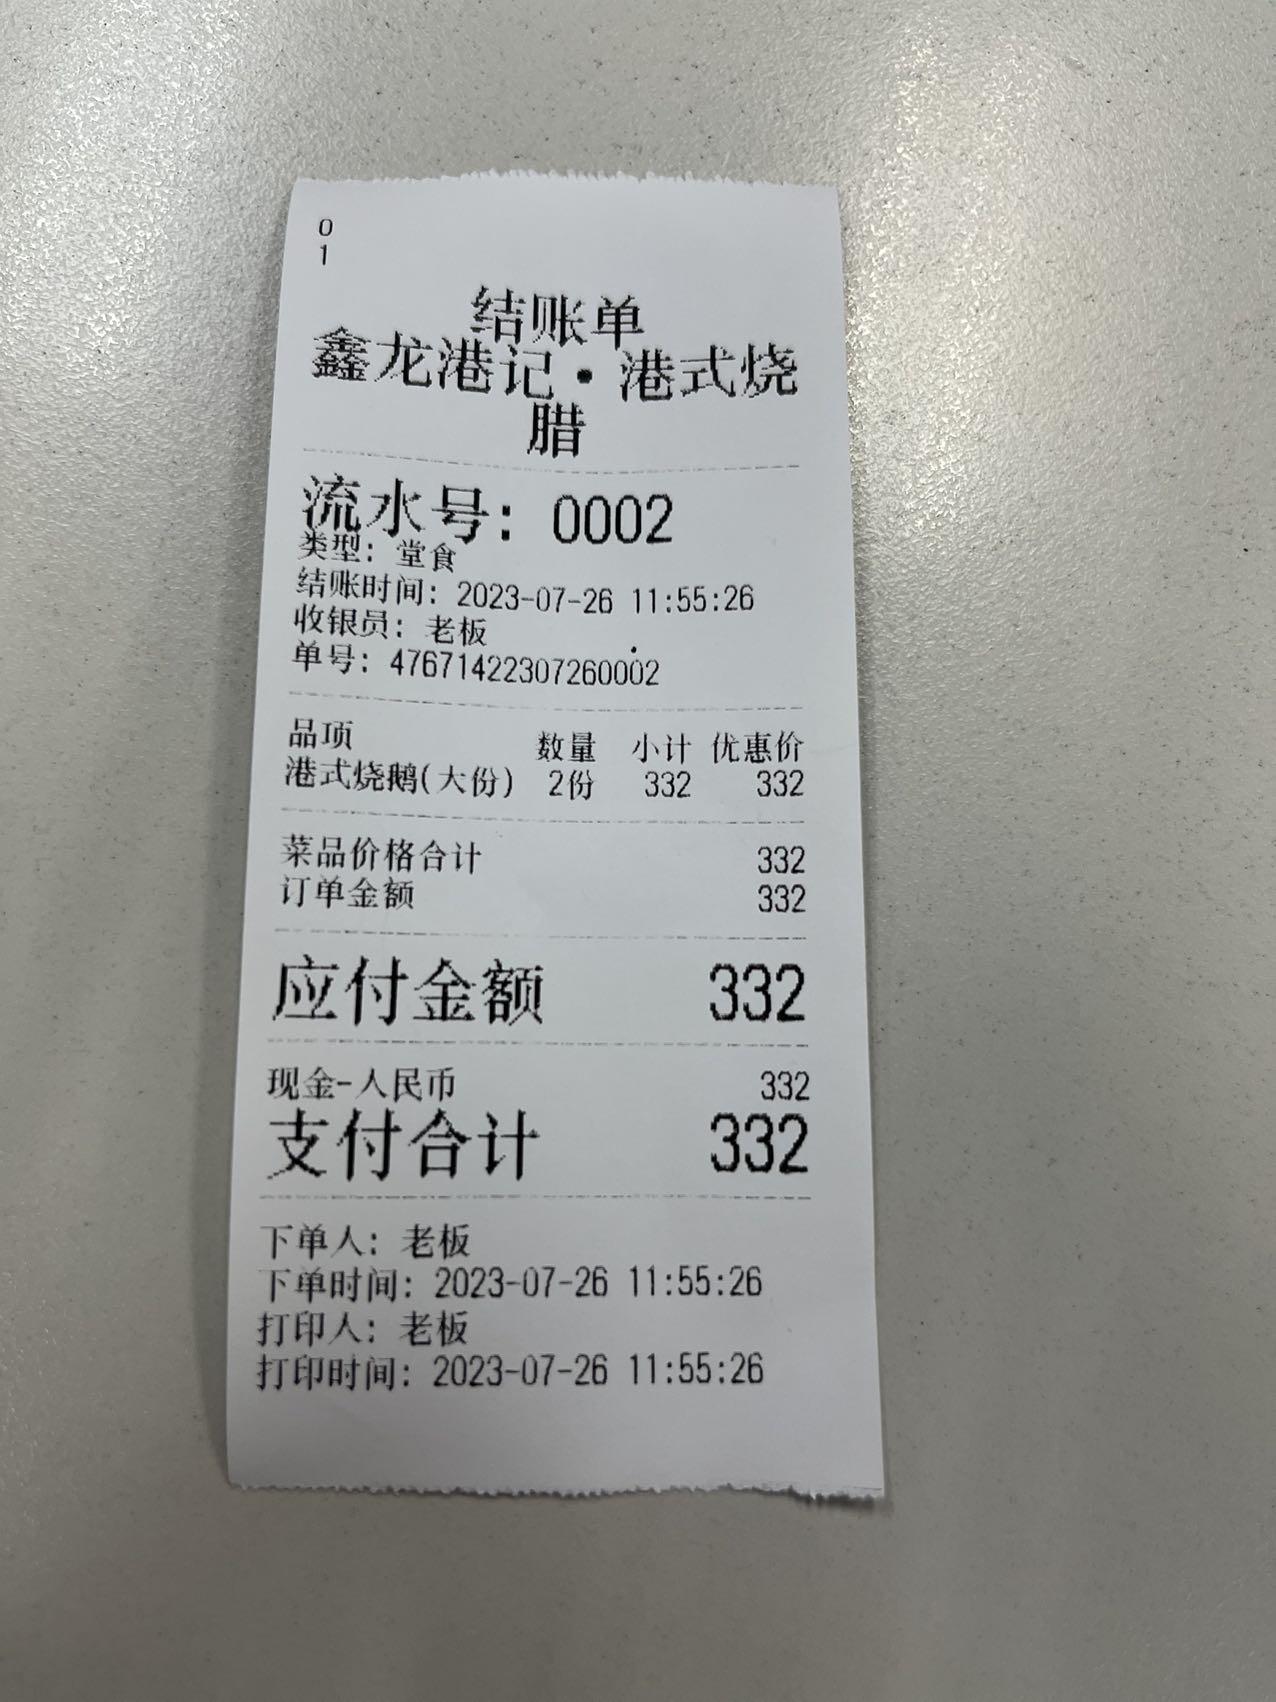 0
1
结账单
鑫龙港记·港式烧
腊
流水号: 0002
类型: 堂食
结账时间: 2023-07-26 11:55:26
收银员: 老板
单号: 47671422307260002
品项 数量 小计 优惠价
港式烧鹅(大份) 2份 332 332
菜品价格合计 332
订单金额 332
应付金额 332
现金-人民币 332
支付合计 332
下单人: 老板
下单时间: 2023-07-26 11:55:26
打印人: 老板
打印时间: 2023-07-26 11:55:26